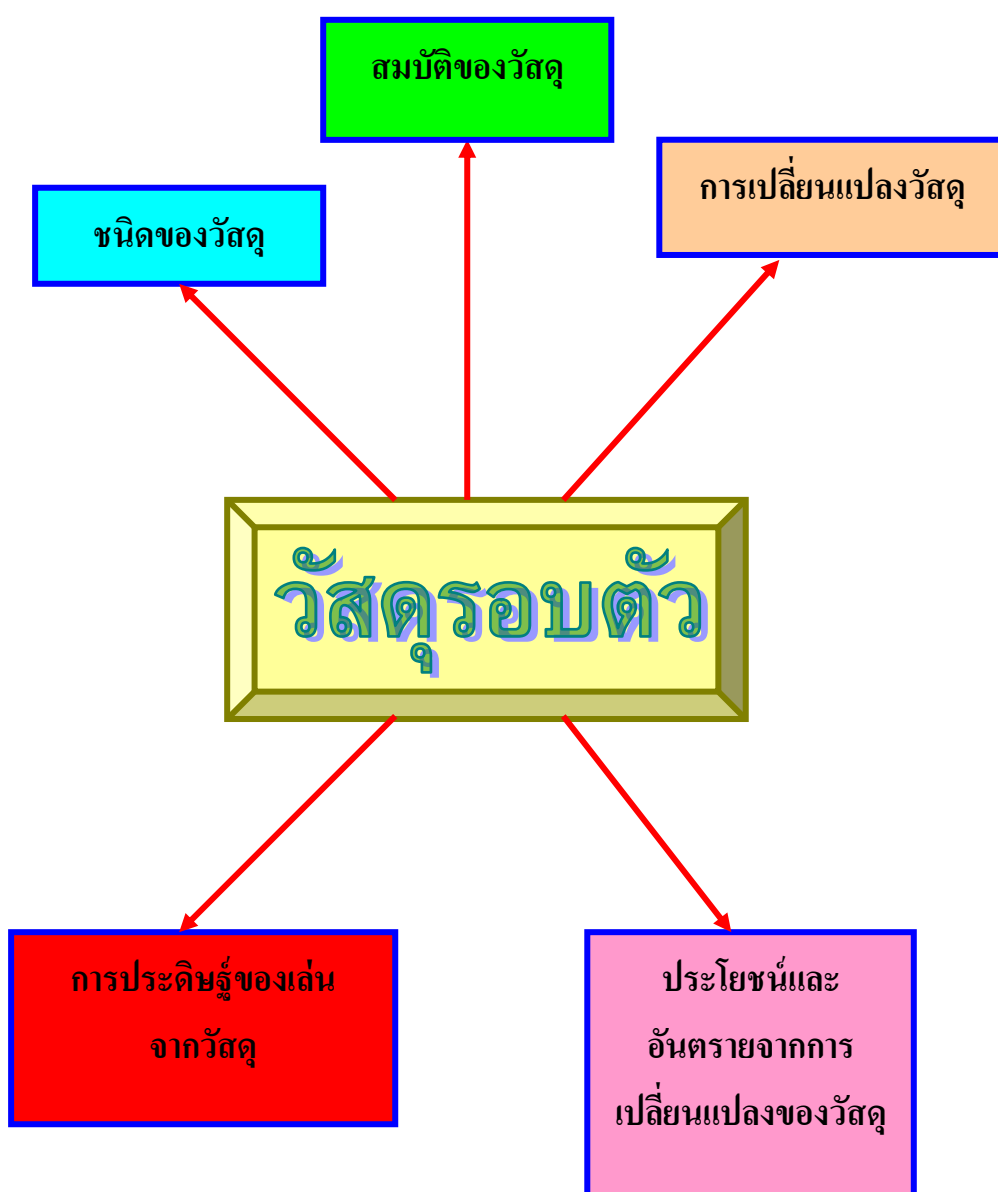 สมบัติของวัสดุ
การเปลี่ยนแปลงวัสดุ
ชนิดของวัสดุ
วัสดุรอบตัว
การประดิษฐ์ของเล่น
จากวัสดุ
ประโยชน์และ
อันตรายจากการ
เปลี่ยนแปลงของวัสดุ